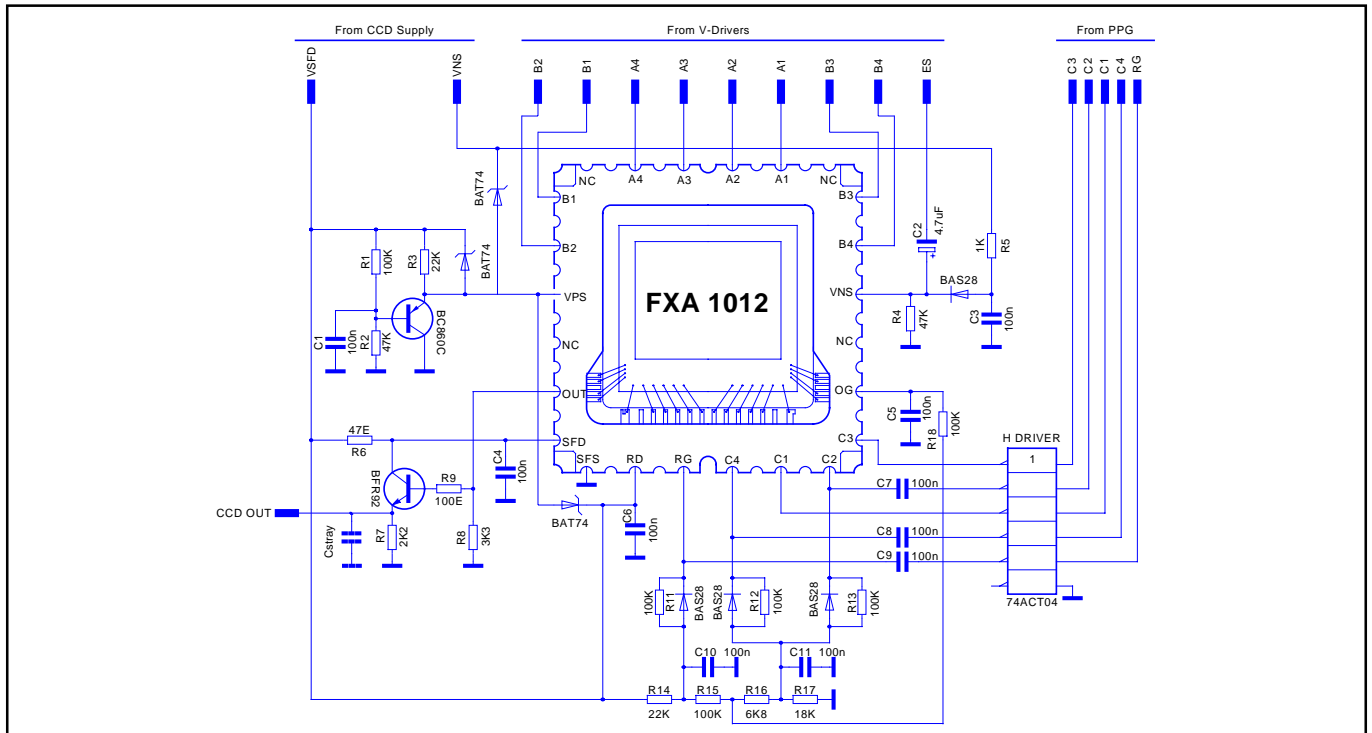 From CCD Supply
From V-Drivers
From PPG
VSFD
VNS
B2
B1
A4
A3
A2
A1
B3
B4
ES
C3
C2
C1
C4
RG
NC
A4
A3
A2
A1
NC
BAT74
B1
B3
C2
4.7uF
R1
100K
R3
22K
BAT74
B2
B4
1K
R5
BAS28
VPS
FXA 1012
VNS
C1
100n
R2
47K
BC860C
R4
47K
C3
100n
NC
NC
OUT
OG
C5
100n
R18
100K
47E
R6
SFD
C3
H DRIVER
1
C4
100n
SFS
RD
RG
C4
C1
C2
BFR92
R9
100E
C7
100n
CCD OUT
BAT74
C6
100n
Cstray
R7
2K2
R8
3K3
C8
100n
C9
100n
100K
R11
BAS28
BAS28
R12
100K
BAS28
R13
100K
74ACT04
C10
100n
C11
100n
R14
R15
R16
R17
22K
100K
6K8
18K
+